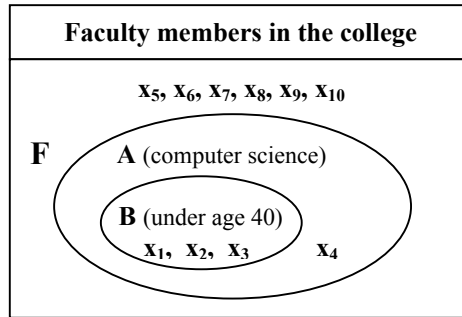 Faculty members in the college
x₅, x₆, x₇, x₈, x₉, x₁₀
F
A (computer science)
B (under age 40)
x₁, x₂, x₃ x₄